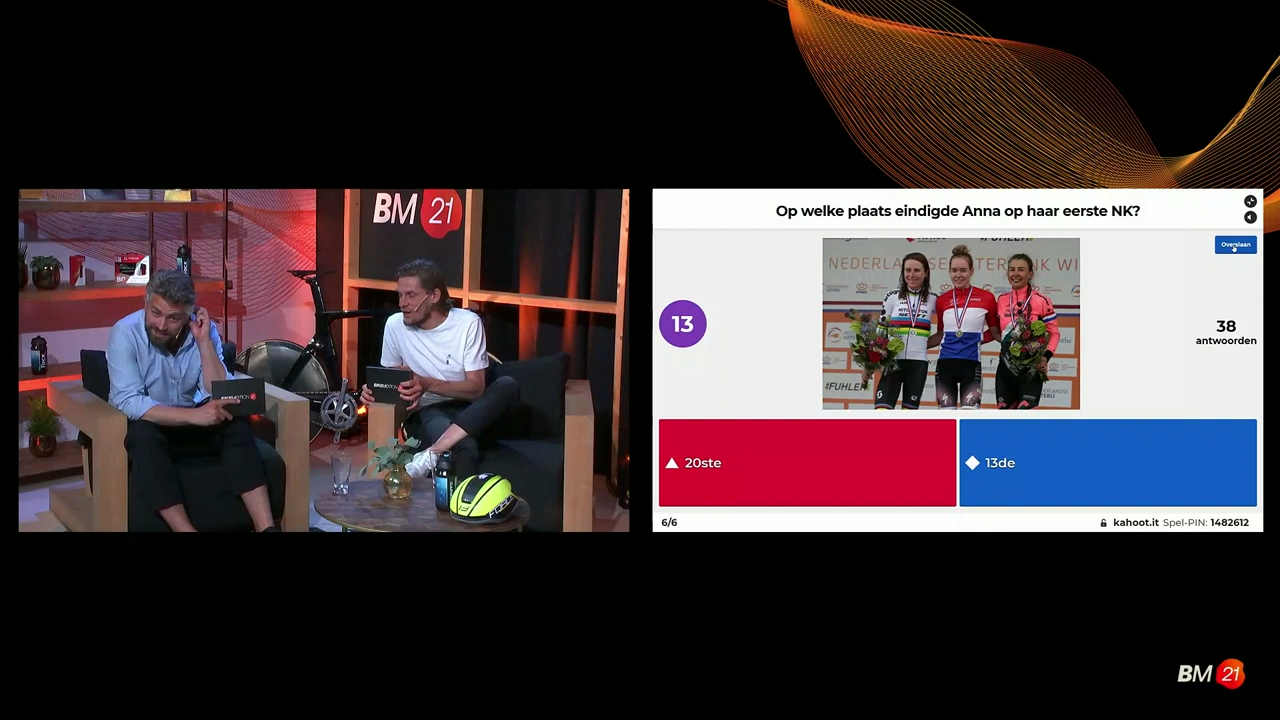 BM 21
Op welke plaats eindigde Anna op haar eerste NK?
Overslaan
13
38
antwoorden
#FUHLER
20ste
13de
6/6
kahoot.it Spel-PIN: 1482612
BM 21